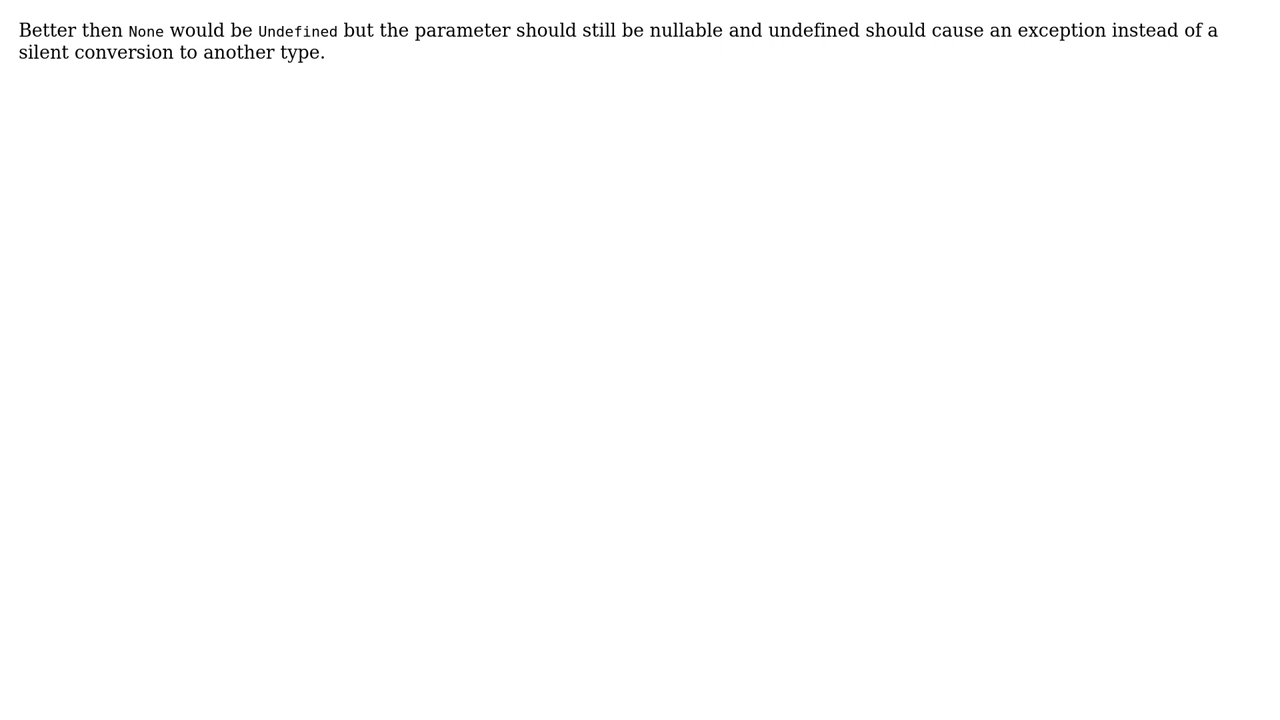 Better then None would be Undefined but the parameter should still be nullable and undefined should cause an exception instead of a
silent conversion to another type.